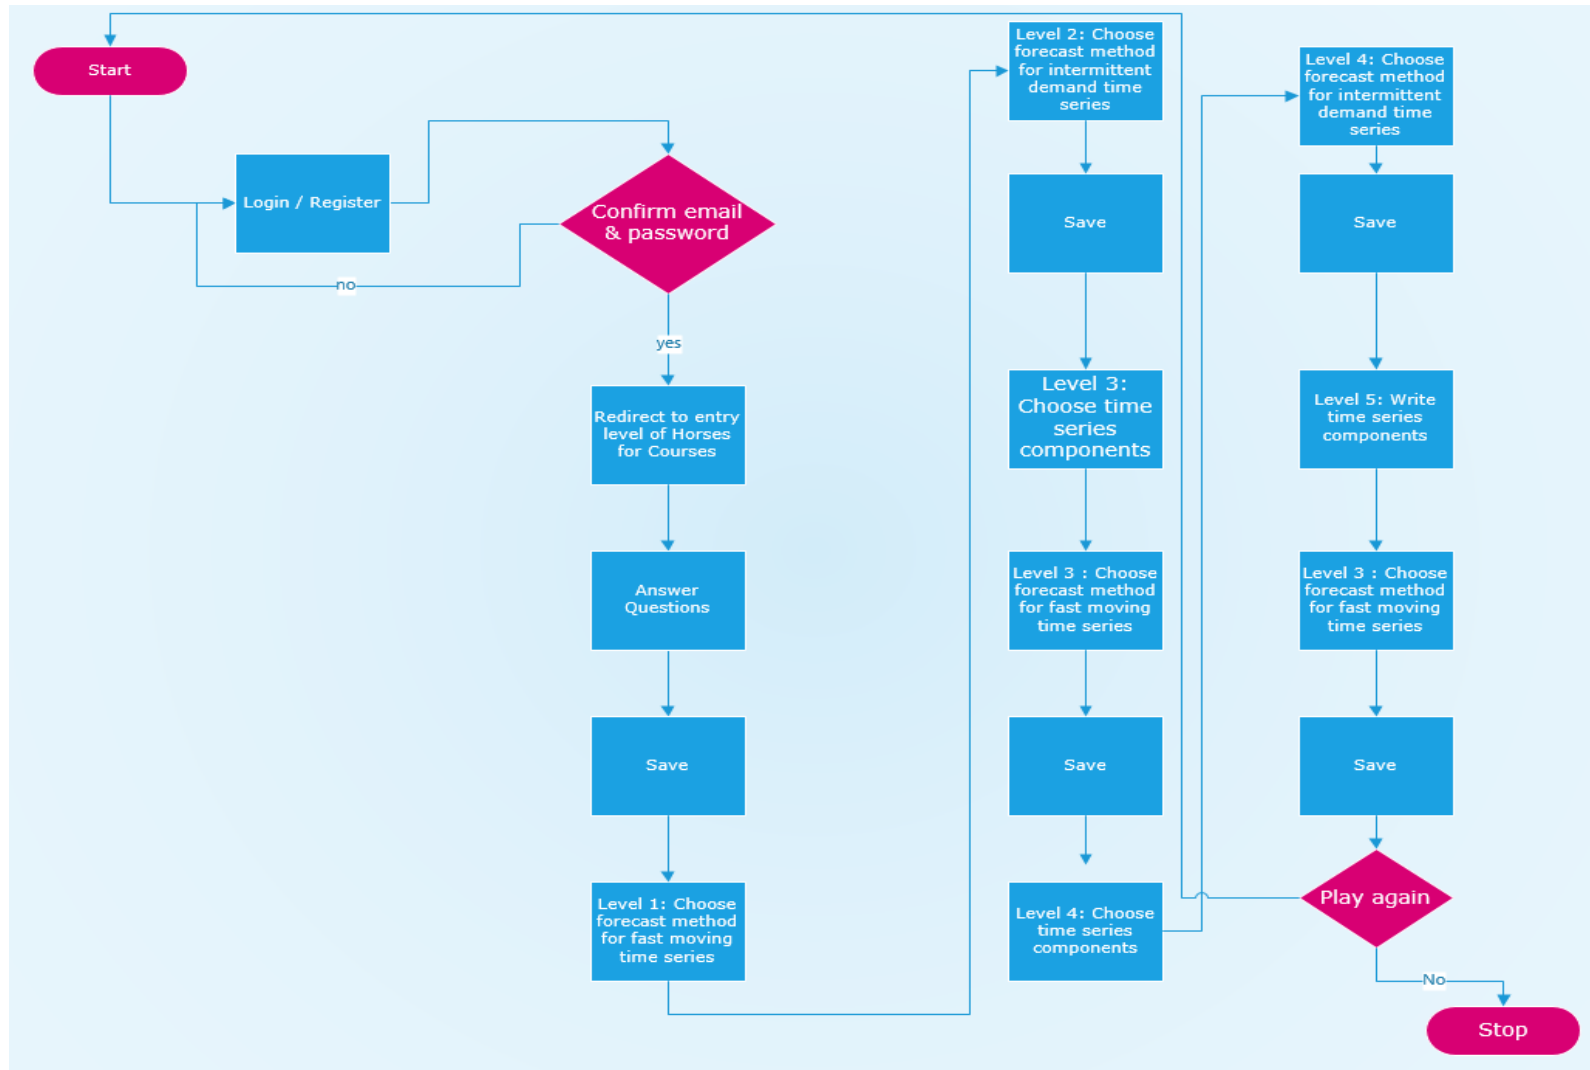 Start
Login / Register
Confirm email
& password
no
yes
Redirect to entry
level of Horses
for Courses
Answer
Questions
Save
Level 1: Choose
forecast method
for fast moving
time series
Level 2: Choose
forecast method
for intermittent
demand time
series
Save
Level 3:
Choose time
series
components
Level 3 : Choose
forecast method
for fast moving
time series
Save
Level 4: Choose
time series
components
Level 4: Choose
forecast method
for intermittent
demand time
series
Save
Level 5: Write
time series
components
Level 3 : Choose
forecast method
for fast moving
time series
Save
Play again
No
Stop